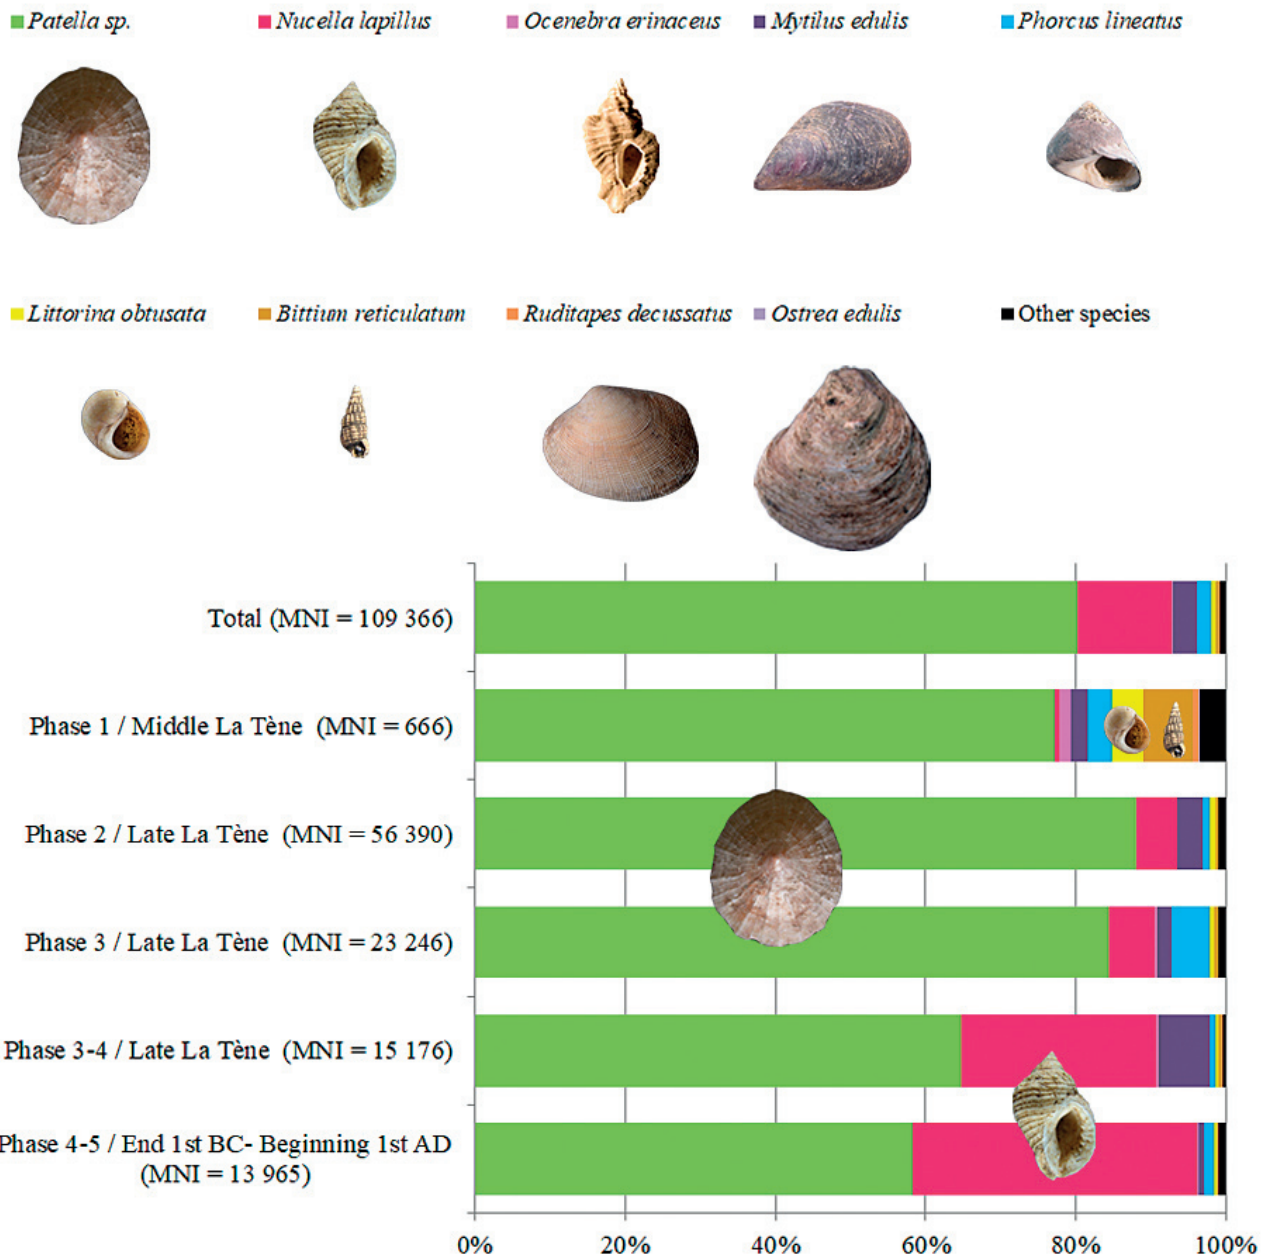 Patella sp.
Nucella lapillus
Ocenebra erinaceus
Mytilus edulis
Phorcus lineatus
Littorina obtusata
Bittium reticulatum
Ruditapes decussatus
Ostrea edulis
Other species
Total (MNI = 109 366)
Phase 1 / Middle La Tène (MNI = 666)
Phase 2 / Late La Tène (MNI = 56 390)
Phase 3 / Late La Tène (MNI = 23 246)
Phase 3-4 / Late La Tène (MNI = 15 176)
Phase 4-5 / End 1st BC- Beginning 1st AD
(MNI = 13 965)
0% 20% 40% 60% 80% 100%